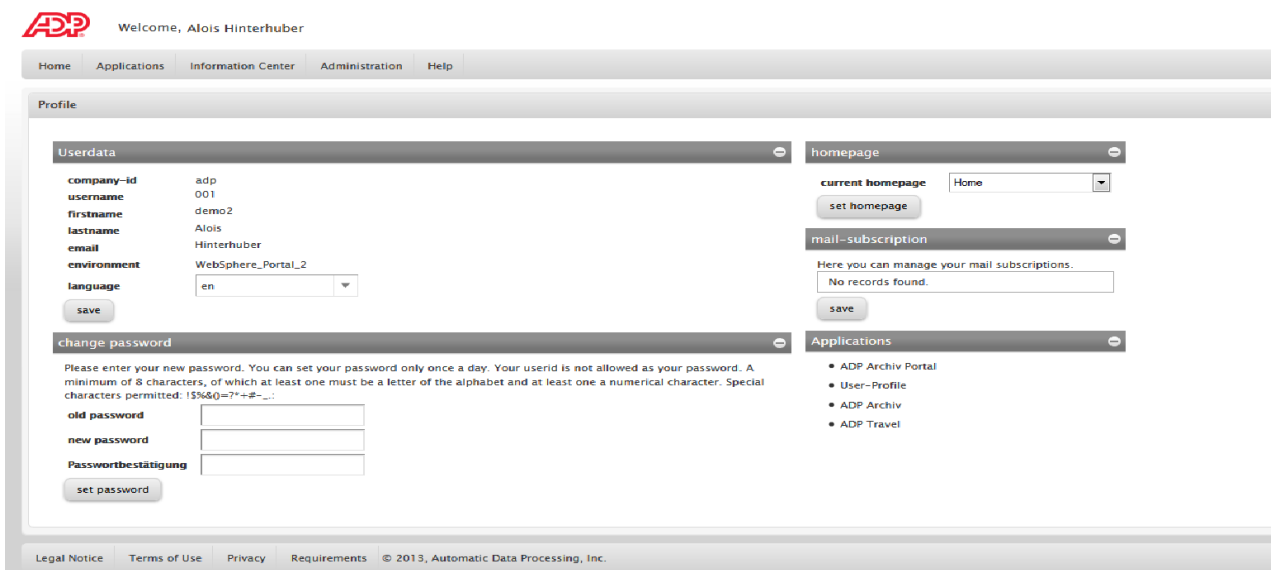 ADP
Welcome, Alois Hinterhuber
Home Applications Information Center Administration Help
Profile
Userdata
company-id adp
username 001
firstname demo2
lastname Alois
email Hinterhuber
environment WebSphere_Portal_2
language en
save
change password
Please enter your new password. You can set your password only once a day. Your userid is not allowed as your password. A
minimum of 8 characters, of which at least one must be a letter of the alphabet and at least one a numerical character. Special
characters permitted: !$%&()=?*+#-_.:
old password
new password
Passwortbestätigung
set password
homepage
current homepage Home
set homepage
mail-subscription
Here you can manage your mail subscriptions.
No records found.
save
Applications
• ADP Archiv Portal
• User-Profile
• ADP Archiv
• ADP Travel
Legal Notice Terms of Use Privacy Requirements © 2013, Automatic Data Processing, Inc.